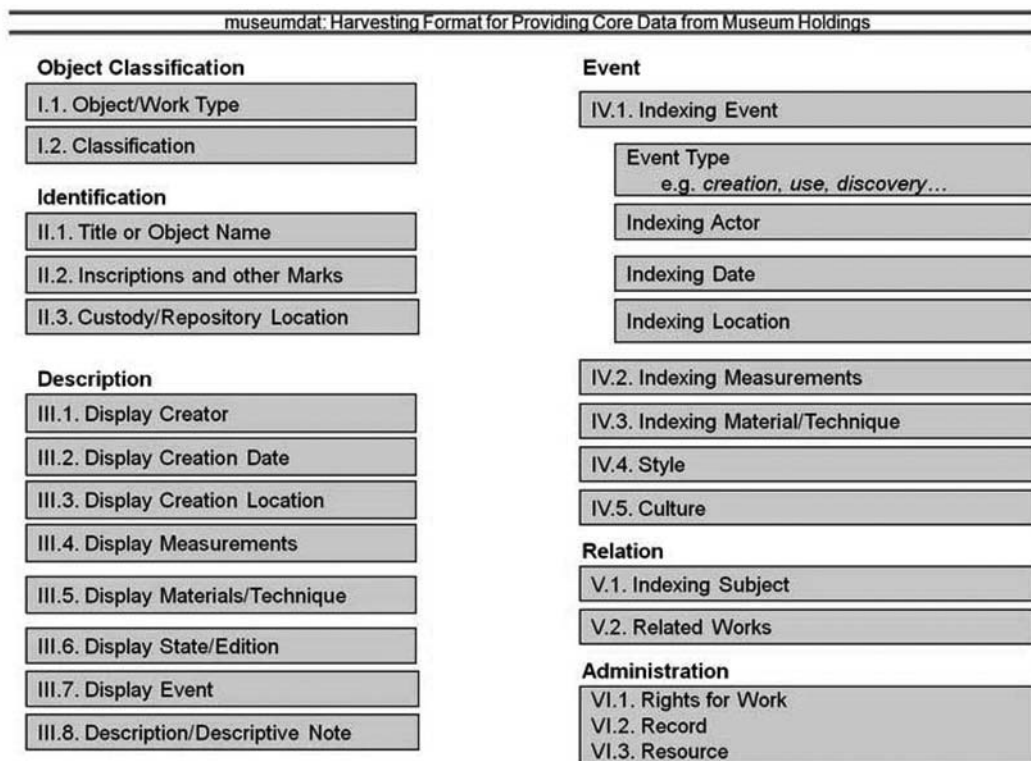 museumdat: Harvesting Format for Providing Core Data from Museum Holdings
Object Classification
I.1. Object/Work Type
I.2. Classification
Identification
II.1. Title or Object Name
II.2. Inscriptions and other Marks
II.3. Custody/Repository Location
Description
III.1. Display Creator
III.2. Display Creation Date
III.3. Display Creation Location
III.4. Display Measurements
III.5. Display Materials/Technique
III.6. Display State/Edition
III.7. Display Event
III.8. Description/Descriptive Note
Event
IV.1. Indexing Event
Event Type
e.g. creation, use, discovery…
Indexing Actor
Indexing Date
Indexing Location
IV.2. Indexing Measurements
IV.3. Indexing Material/Technique
IV.4. Style
IV.5. Culture
Relation
V.1. Indexing Subject
V.2. Related Works
Administration
VI.1. Rights for Work
VI.2. Record
VI.3. Resource